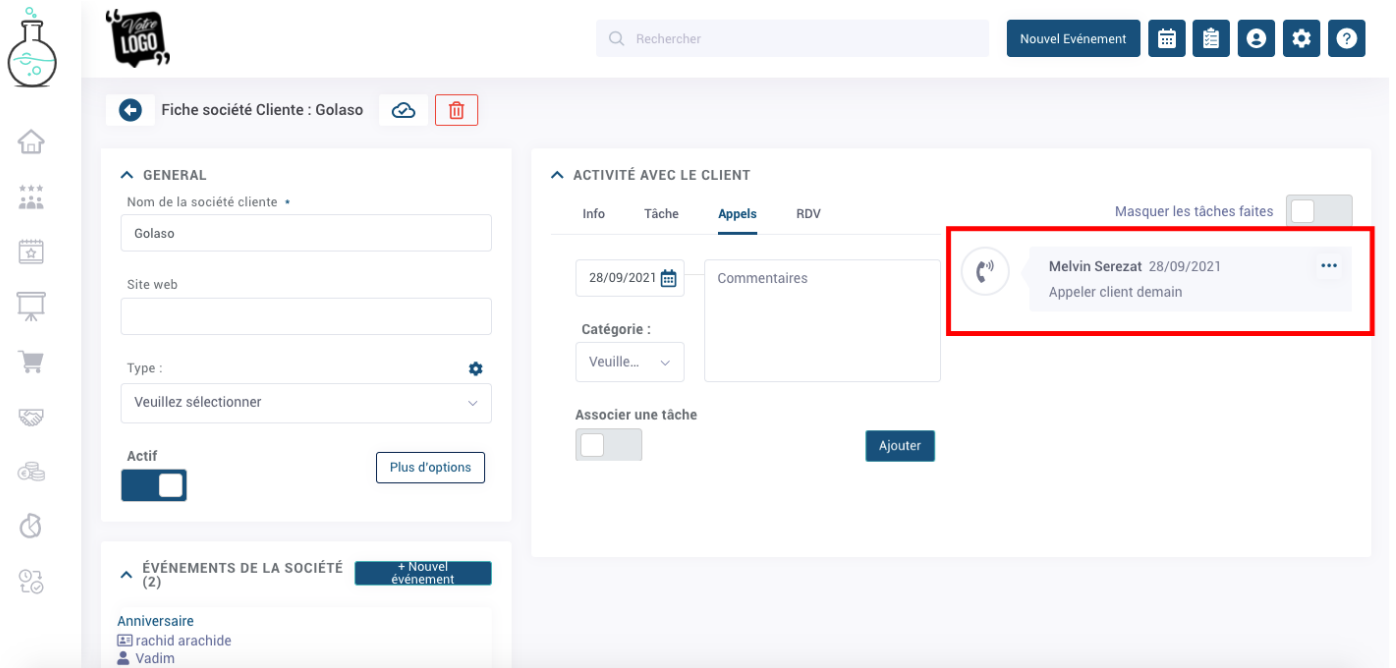 Votre
LOGO
Rechercher
Nouvel Evénement
Fiche société Cliente : Golaso
GENERAL
Nom de la société cliente •
Golaso
Site web
Type :
Veuillez sélectionner
Actif
Plus d'options
ÉVÉNEMENTS DE LA SOCIÉTÉ
(2)
+ Nouvel
événement
Anniversaire
rachid arachide
Vadim
ACTIVITÉ AVEC LE CLIENT
Info Tâche Appels RDV
Masquer les tâches faites
28/09/2021
Commentaires
Catégorie :
Veuille...
Associer une tâche
Ajouter
Melvin Serezat 28/09/2021
Appeler client demain